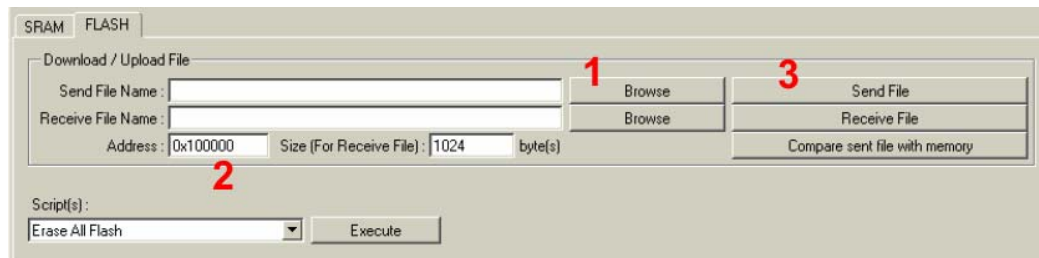 SRAM FLASH
Download / Upload File
1 3
Send File Name : Browse Send File
Receive File Name : Browse Receive File
Address : 0x100000 Size (For Receive File) : 1024 byte(s) Compare sent file with memory
2
Script(s) :
Erase All Flash Execute